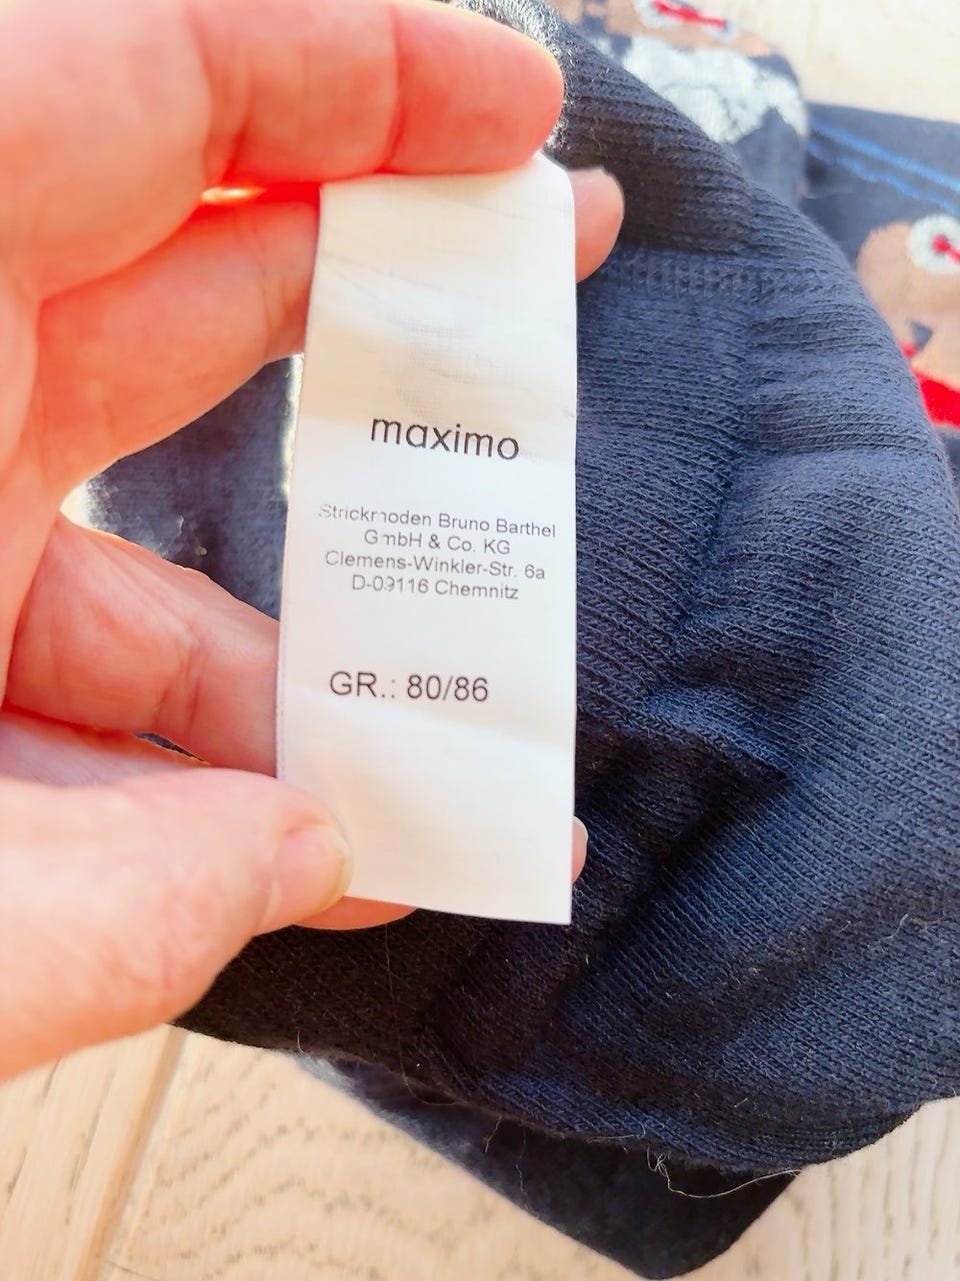 maximo
Strickmoden Bruno Barthel
GmbH & Co. KG
Clemens-Winkler-Str. 6a
D-09116 Chemnitz
GR.: 80/86